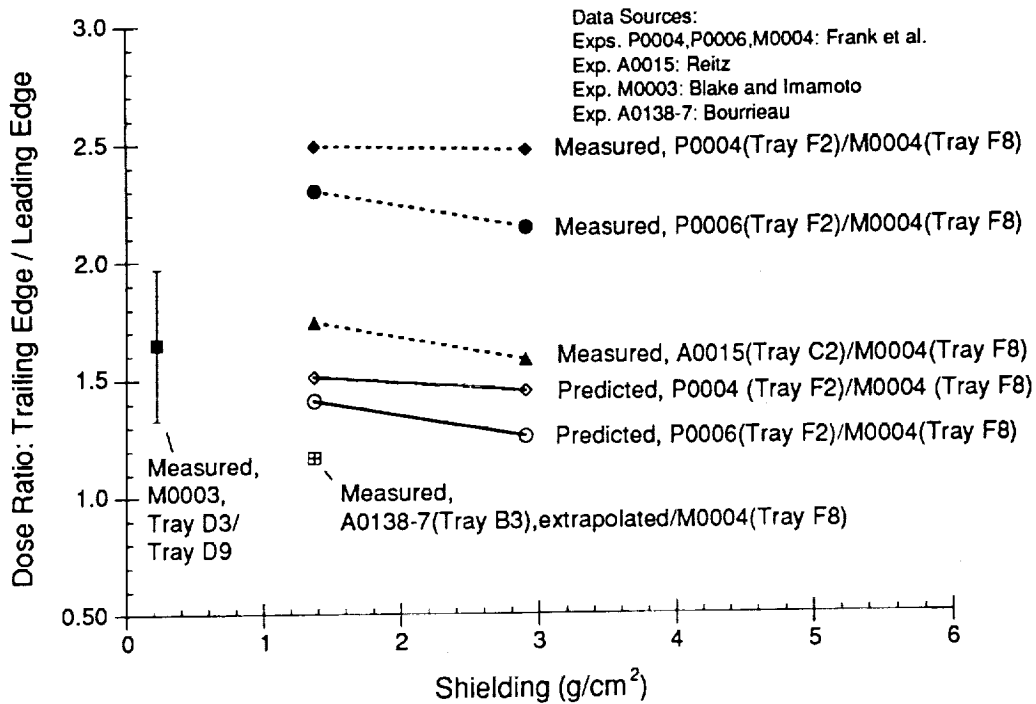 Data Sources:
Exps. P0004,P0006,M0004: Frank et al.
Exp. A0015: Reitz
Exp. M0003: Blake and Imamoto
Exp. A0138-7: Bourrieau
Dose Ratio: Trailing Edge / Leading Edge
3.0
2.5
2.0
1.5
1.0
0.50
Measured, P0004(Tray F2)/M0004(Tray F8)
Measured, P0006(Tray F2)/M0004(Tray F8)
Measured, A0015(Tray C2)/M0004(Tray F8)
Predicted, P0004 (Tray F2)/M0004 (Tray F8)
Predicted, P0006(Tray F2)/M0004(Tray F8)
Measured,
M0003,
Tray D3/
Tray D9
Measured,
A0138-7(Tray B3),extrapolated/M0004(Tray F8)
0 1 2 3 4 5 6
Shielding (g/cm²)